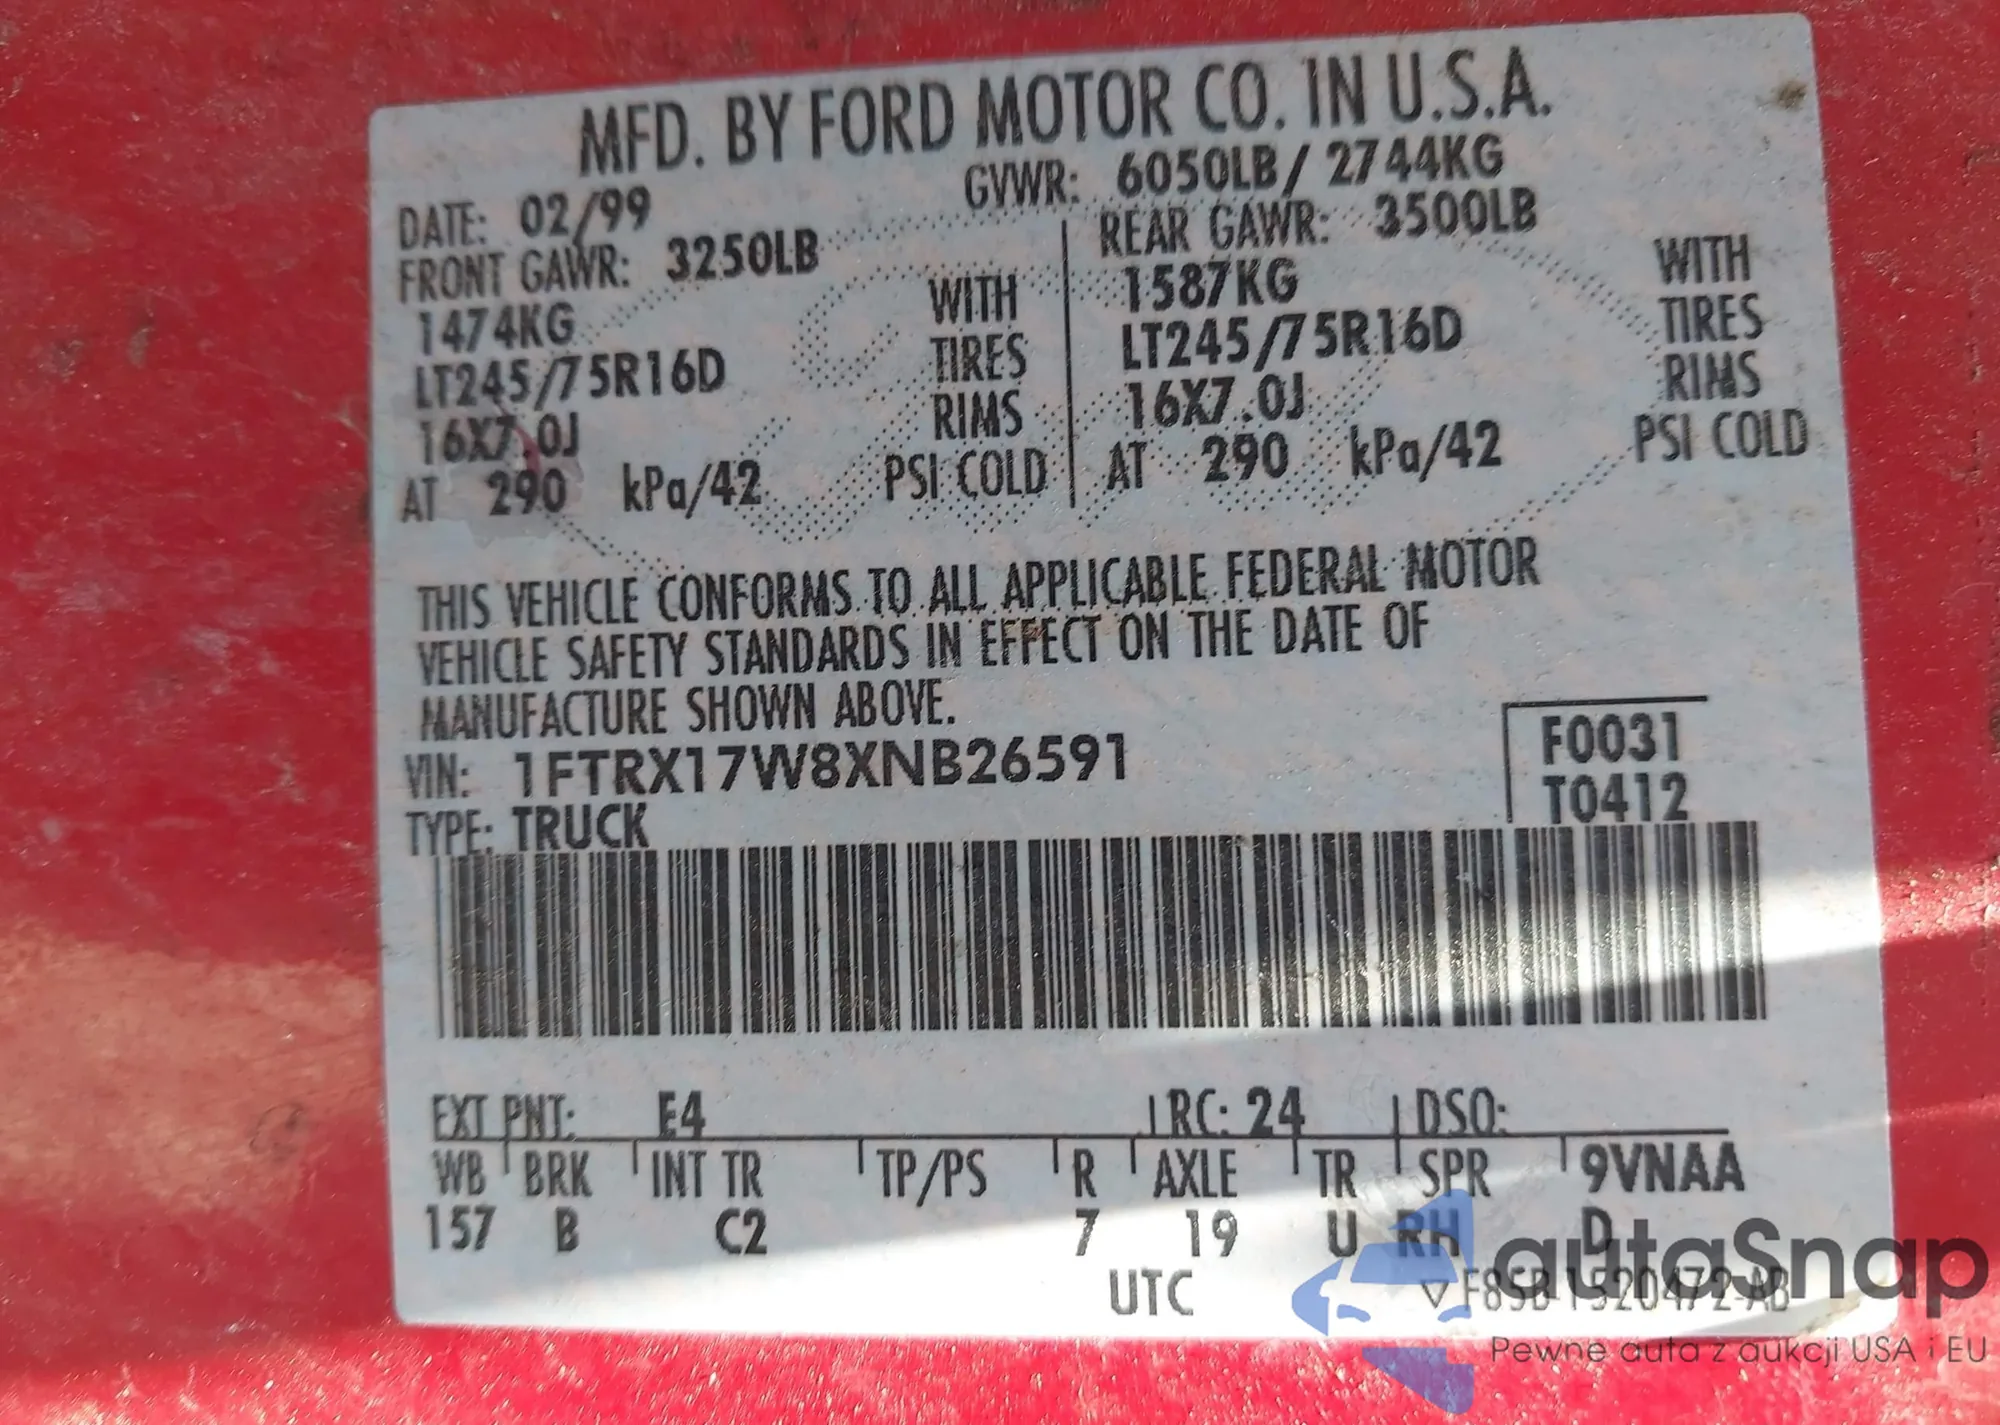 MFD. BY FORD MOTOR CO. IN U.S.A.
DATE: 02/99 GVWR: 6050LB/ 2744KG
FRONT GAWR: 3250LB REAR GAWR: 3500LB
1474KG WITH 1587KG WITH
LT245/75R16D TIRES LT245/75R16D TIRES
16X7.0J RIMS 16X7.0J RIMS
AT 290 kPa/42 PSI COLD AT 290 kPa/42 PSI COLD
THIS VEHICLE CONFORMS TO ALL APPLICABLE FEDERAL MOTOR
VEHICLE SAFETY STANDARDS IN EFFECT ON THE DATE OF
MANUFACTURE SHOWN ABOVE.
VIN: 1FTRX17W8XNB26591 F0031
TYPE: TRUCK T0412
EXT PNT: E4 RC: 24 DSO:
WB BRK INT TR TP/PS R AXLE TR SPR 9VNAA
157 B C2 7 19 U RH D
UTC ▽F85B-1520472-AB
autaSnap
Pewne auta z aukcji USA i EU